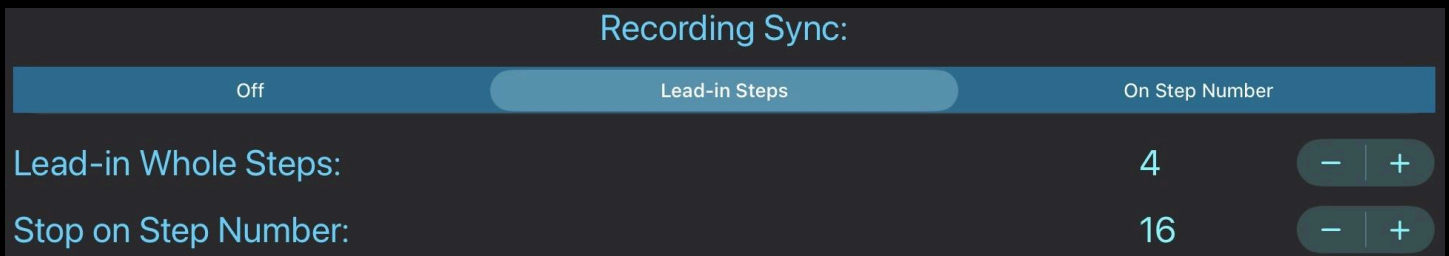 Recording Sync:
Off Lead-in Steps On Step Number
Lead-in Whole Steps: 4 − +
Stop on Step Number: 16 − +